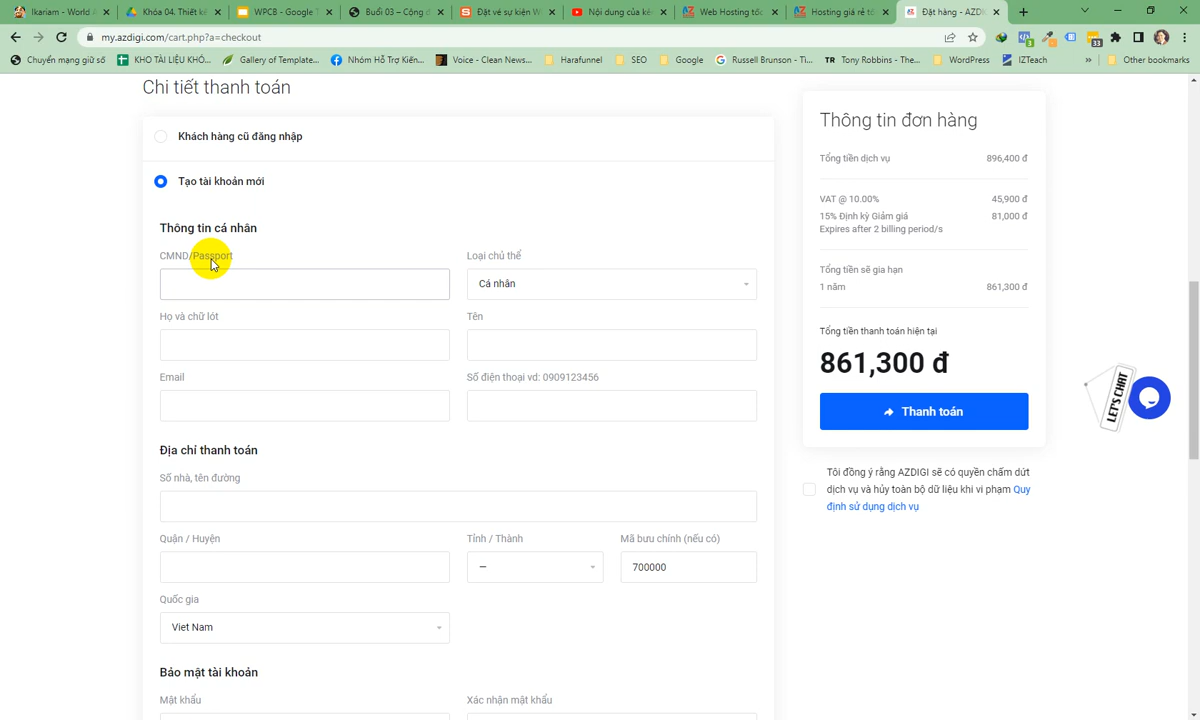 Ikariam - World A
Khóa 04. Thiết kế
WPCB - Google T
Buổi 03 – Cộng đ
Đặt vé sự kiện W
Nội dung của kê
Web Hosting tốc
Hosting giá rẻ tố
Đặt hàng - AZDI
my.azdigi.com/cart.php?a=checkout
Chuyển mạng giữ số
KHO TÀI LIỆU KHÓ...
Gallery of Template...
Nhóm Hỗ Trợ Kiến...
Voice - Clean News...
Harafunnel
SEO
Google
Russell Brunson - Ti...
TR Tony Robbins - The...
WordPress
IZTeach
»
Other bookmarks
33
Chi tiết thanh toán
Khách hàng cũ đăng nhập
Tạo tài khoản mới
Thông tin cá nhân
CMND/Passport
Loại chủ thể
Cá nhân
Họ và chữ lót
Tên
Email
Số điện thoại vd: 0909123456
Địa chỉ thanh toán
Số nhà, tên đường
Quận / Huyện
Tỉnh / Thành
Mã bưu chính (nếu có)
—
700000
Quốc gia
Viet Nam
Bảo mật tài khoản
Mật khẩu
Xác nhận mật khẩu
Thông tin đơn hàng
Tổng tiền dịch vụ 896,400 đ
VAT @ 10.00% 45,900 đ
15% Định kỳ Giảm giá 81,000 đ
Expires after 2 billing period/s
Tổng tiền sẽ gia hạn
1 năm 861,300 đ
Tổng tiền thanh toán hiện tại
861,300 đ
Thanh toán
Tôi đồng ý rằng AZDIGI sẽ có quyền chấm dứt
dịch vụ và hủy toàn bộ dữ liệu khi vi phạm Quy
định sử dụng dịch vụ
LET'S CHAT